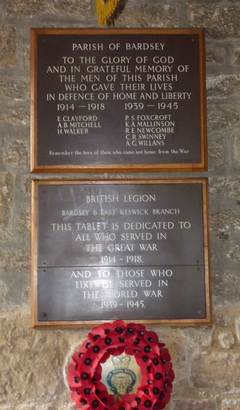 PARISH OF BARDSEY
TO THE GLORY OF GOD
AND IN GRATEFUL MEMORY OF
THE MEN OF THIS PARISH
WHO GAVE THEIR LIVES
IN DEFENCE OF HOME AND LIBERTY
1914 — 1918 1939 — 1945
E. CLAYFORD P. S. FOXCROFT
A. B. MITCHELL K. A. MALLINSON
H. WALKER R. E. NEWCOMBE
C. R. SWINNEY
A. G. WILLANS
Remember the love of them who came not home from the War
BRITISH LEGION
BARDSEY & EAST KESWICK BRANCH
THIS TABLET IS DEDICATED TO
ALL WHO SERVED IN
THE GREAT WAR
1914 - 1918.
AND TO THOSE WHO
LIKEWISE SERVED IN
THE WORLD WAR
1939 - 1945.